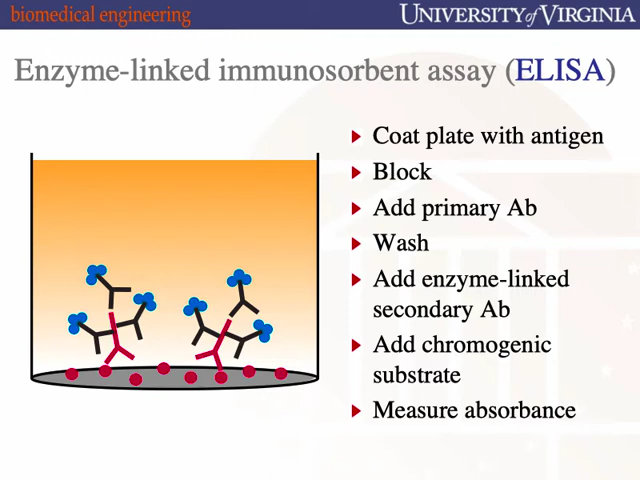 biomedical engineering
UNIVERSITY of VIRGINIA
Enzyme-linked immunosorbent assay (ELISA)
Coat plate with antigen
Block
Add primary Ab
Wash
Add enzyme-linked
secondary Ab
Add chromogenic
substrate
Measure absorbance